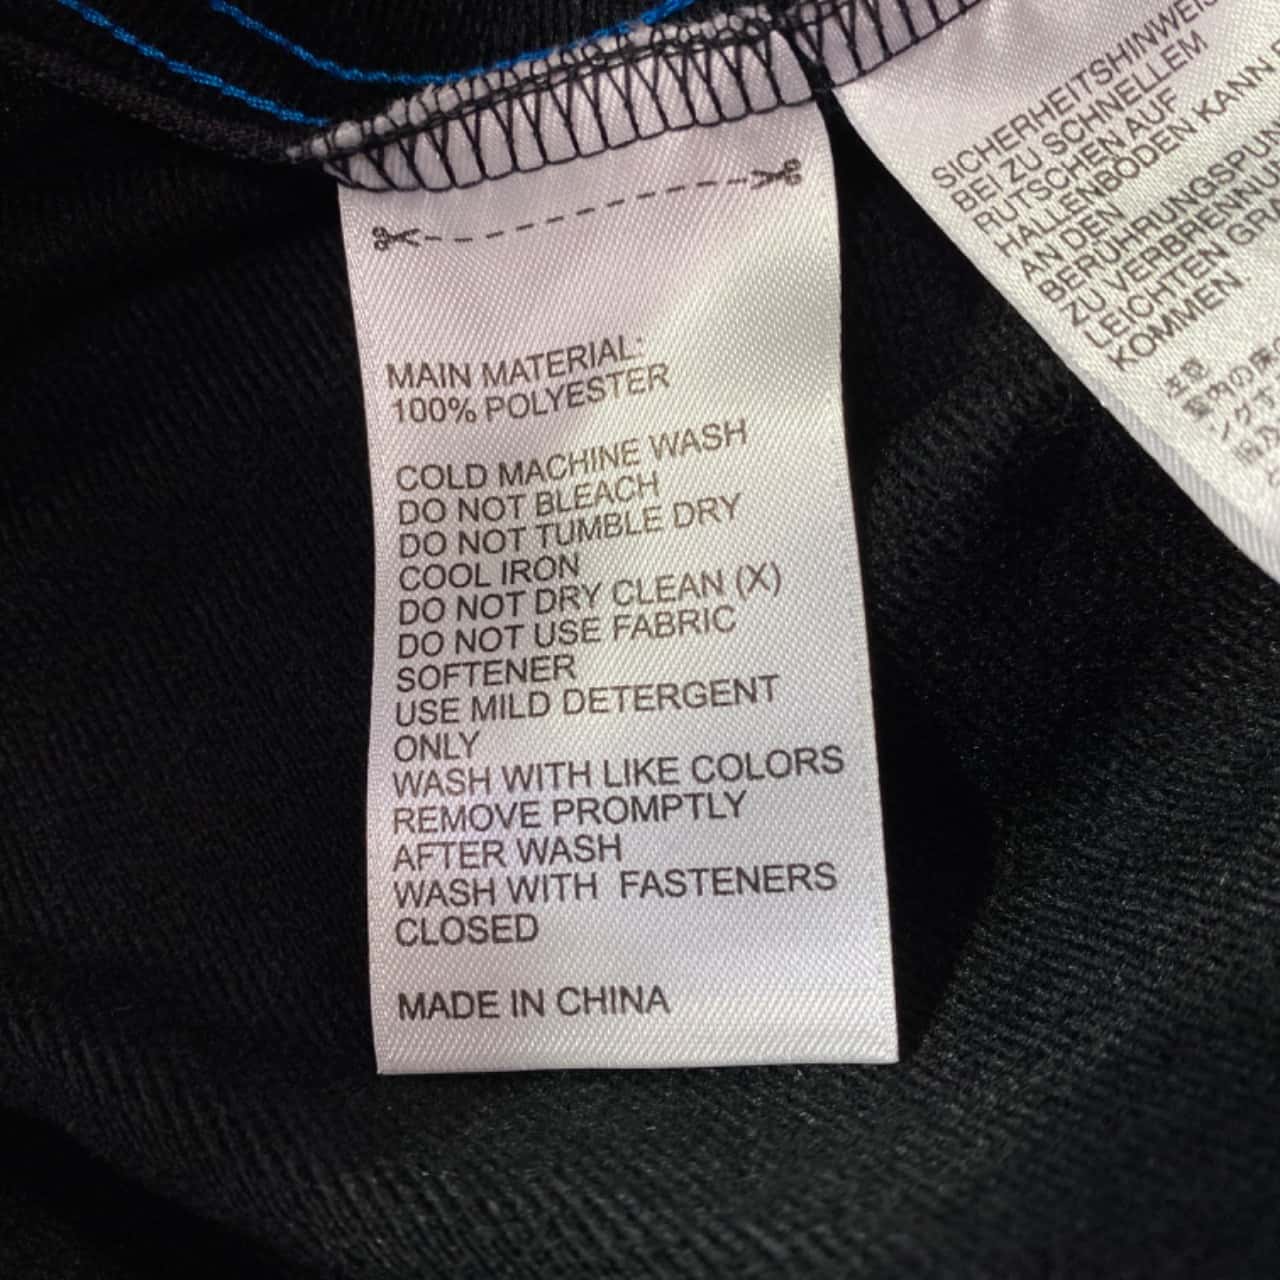 MAIN MATERIAL:
100% POLYESTER
COLD MACHINE WASH
DO NOT BLEACH
DO NOT TUMBLE DRY
COOL IRON
DO NOT DRY CLEAN (X)
DO NOT USE FABRIC
SOFTENER
USE MILD DETERGENT
ONLY
WASH WITH LIKE COLORS
REMOVE PROMPTLY
AFTER WASH
WASH WITH  FASTENERS
CLOSED
MADE IN CHINA
SICHERHEITSHINWEIS
BEI ZU SCHNELLEM
RUTSCHEN AUF
HALLENBÖDEN KANN
AN DEN
BERÜHRUNGSPUN
ZU VERBRENNU
LEICHTEN GRA
KOMMEN.